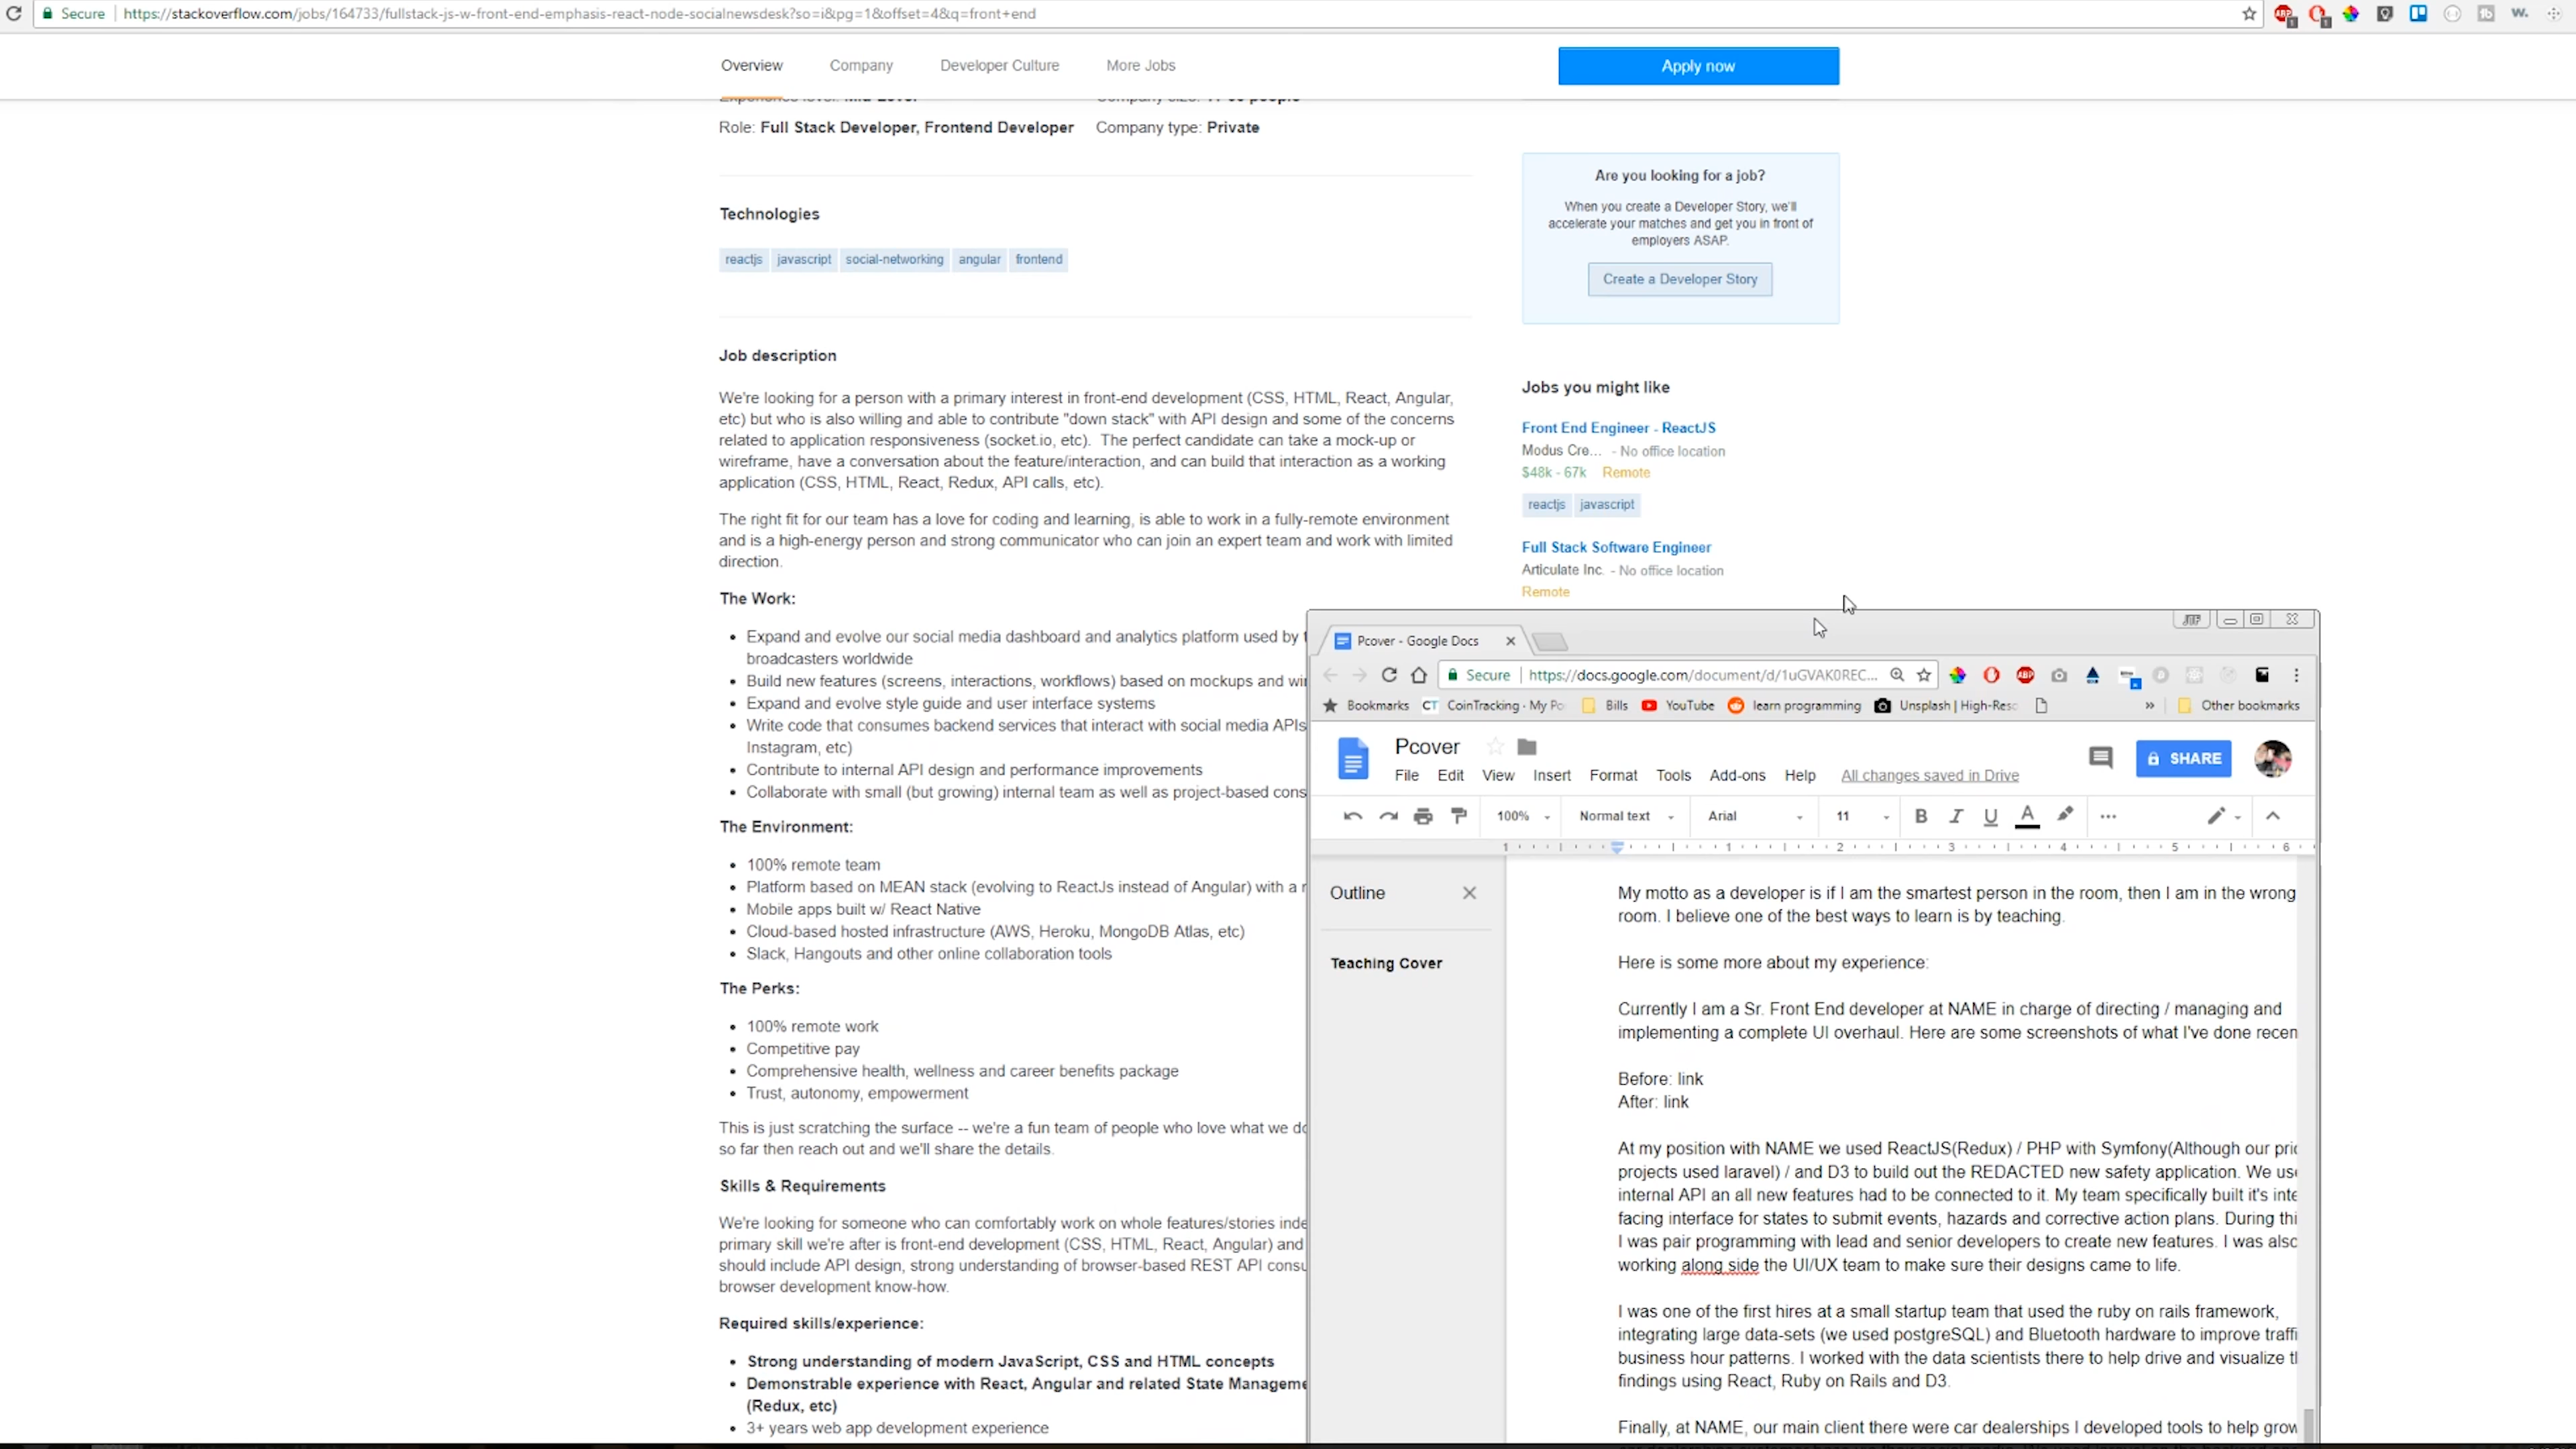 Secure
https://stackoverflow.com/jobs/164733/fullstack-js-w-front-end-emphasis-react-node-socialnewsdesk?so=i&pg=1&offset=4&q=front+end
Overview
Company
Developer Culture
More Jobs
Apply now
Role: Full Stack Developer, Frontend Developer
Company type: Private
Technologies
reactjs
javascript
social-networking
angular
frontend
Job description
We're looking for a person with a primary interest in front-end development (CSS, HTML, React, Angular,
etc) but who is also willing and able to contribute "down stack" with API design and some of the concerns
related to application responsiveness (socket.io, etc). The perfect candidate can take a mock-up or
wireframe, have a conversation about the feature/interaction, and can build that interaction as a working
application (CSS, HTML, React, Redux, API calls, etc).
The right fit for our team has a love for coding and learning, is able to work in a fully-remote environment
and is a high-energy person and strong communicator who can join an expert team and work with limited
direction.
The Work:
• Expand and evolve our social media dashboard and analytics platform used by
broadcasters worldwide
• Build new features (screens, interactions, workflows) based on mockups and
• Expand and evolve style guide and user interface systems
• Write code that consumes backend services that interact with social media APIs
Instagram, etc)
• Contribute to internal API design and performance improvements
• Collaborate with small (but growing) internal team as well as project-based
The Environment:
• 100% remote team
• Platform based on MEAN stack (evolving to ReactJs instead of Angular) with a
• Mobile apps built w/ React Native
• Cloud-based hosted infrastructure (AWS, Heroku, MongoDB Atlas, etc)
• Slack, Hangouts and other online collaboration tools
The Perks:
• 100% remote work
• Competitive pay
• Comprehensive health, wellness and career benefits package
• Trust, autonomy, empowerment
This is just scratching the surface -- we're a fun team of people who love what we
so far then reach out and we'll share the details.
Skills & Requirements
We're looking for someone who can comfortably work on whole features/stories
primary skill we're after is front-end development (CSS, HTML, React, Angular) and
should include API design, strong understanding of browser-based REST API
browser development know-how.
Required skills/experience:
• Strong understanding of modern JavaScript, CSS and HTML concepts
• Demonstrable experience with React, Angular and related State
(Redux, etc)
• 3+ years web app development experience
Are you looking for a job?
When you create a Developer Story, we'll
accelerate your matches and get you in front of
employers ASAP.
Create a Developer Story
Jobs you might like
Front End Engineer - ReactJS
Modus Cre... - No office location
$48k - 67k Remote
reactjs
javascript
Full Stack Software Engineer
Articulate Inc. - No office location
Remote
Pcover - Google Docs
Secure
https://docs.google.com/document/d/1uGVAK0REC...
Bookmarks
CT CoinTracking · My Po
Bills
YouTube
learn programming
Unsplash | High-Res
»
Other bookmarks
Pcover
SHARE
File Edit View Insert Format Tools Add-ons Help All changes saved in Drive
100% Normal text Arial 11 B I U A
1 1 2 3 4 5 6
Outline
Teaching Cover
My motto as a developer is if I am the smartest person in the room, then I am in the wrong
room. I believe one of the best ways to learn is by teaching.
Here is some more about my experience:
Currently I am a Sr. Front End developer at NAME in charge of directing / managing and
implementing a complete UI overhaul. Here are some screenshots of what I've done recen
Before: link
After: link
At my position with NAME we used ReactJS(Redux) / PHP with Symfony(Although our
projects used laravel) / and D3 to build out the REDACTED new safety application. We
internal API an all new features had to be connected to it. My team specifically built it's
facing interface for states to submit events, hazards and corrective action plans. During
I was pair programming with lead and senior developers to create new features. I was
working along side the UI/UX team to make sure their designs came to life.
I was one of the first hires at a small startup team that used the ruby on rails framework,
integrating large data-sets (we used postgreSQL) and Bluetooth hardware to improve
business hour patterns. I worked with the data scientists there to help drive and visualize
findings using React, Ruby on Rails and D3.
Finally, at NAME, our main client there were car dealerships I developed tools to help grow